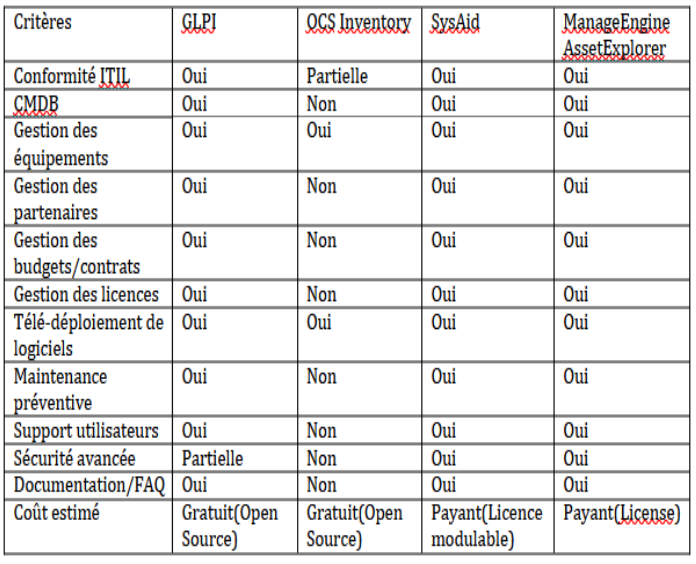 Critères GLPI OCS Inventory SysAid ManageEngine
AssetExplorer
Conformité ITIL Oui Partielle Oui Oui
CMDB Oui Non Oui Oui
Gestion des Oui Oui Oui Oui
équipements
Gestion des Oui Non Oui Oui
partenaires
Gestion des Oui Non Oui Oui
budgets/contrats
Gestion des licences Oui Non Oui Oui
Télé-déploiement de Oui Oui Oui Oui
logiciels
Maintenance Oui Non Oui Oui
préventive
Support utilisateurs Oui Non Oui Oui
Sécurité avancée Partielle Non Oui Oui
Documentation/FAQ Oui Non Oui Oui
Coût estimé Gratuit(Open Gratuit(Open Payant(Licence Payant(License)
Source) Source) modulable)